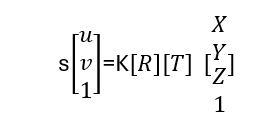 s[u v 1]=K[R][T] [X Y Z 1]